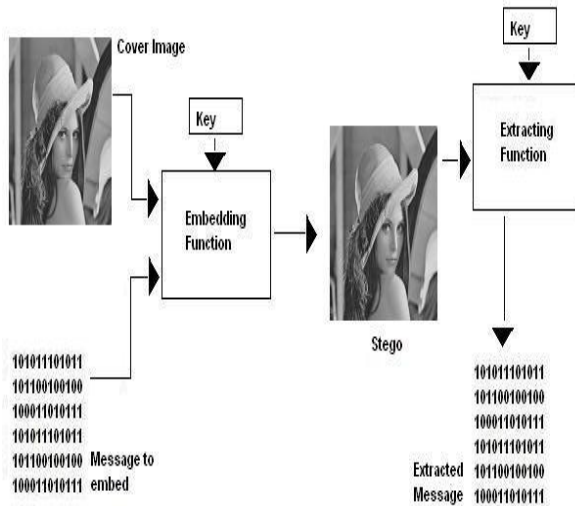 Cover Image
Key
Embedding
Function
Key
Extracting
Function
Stego
101011101011
101100100100
100011010111
101011101011
101100100100
100011010111
Message to
embed
101011101011
101100100100
100011010111
101011101011
101100100100
100011010111
Extracted
Message